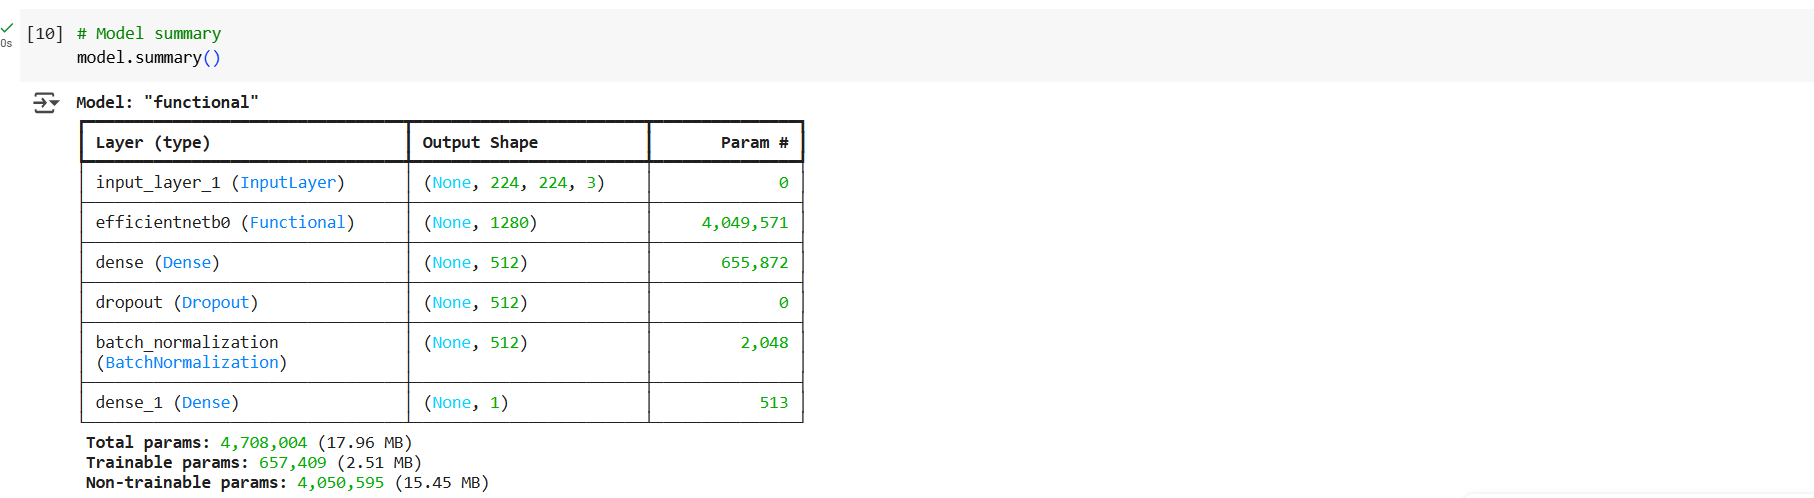 [10] # Model summary
0s
model.summary()
Model: "functional"
Layer (type) Output Shape Param #
input_layer_1 (InputLayer) (None, 224, 224, 3) 0
efficientnetb0 (Functional) (None, 1280) 4,049,571
dense (Dense) (None, 512) 655,872
dropout (Dropout) (None, 512) 0
batch_normalization (None, 512) 2,048
(BatchNormalization)
dense_1 (Dense) (None, 1) 513
Total params: 4,708,004 (17.96 MB)
Trainable params: 657,409 (2.51 MB)
Non-trainable params: 4,050,595 (15.45 MB)